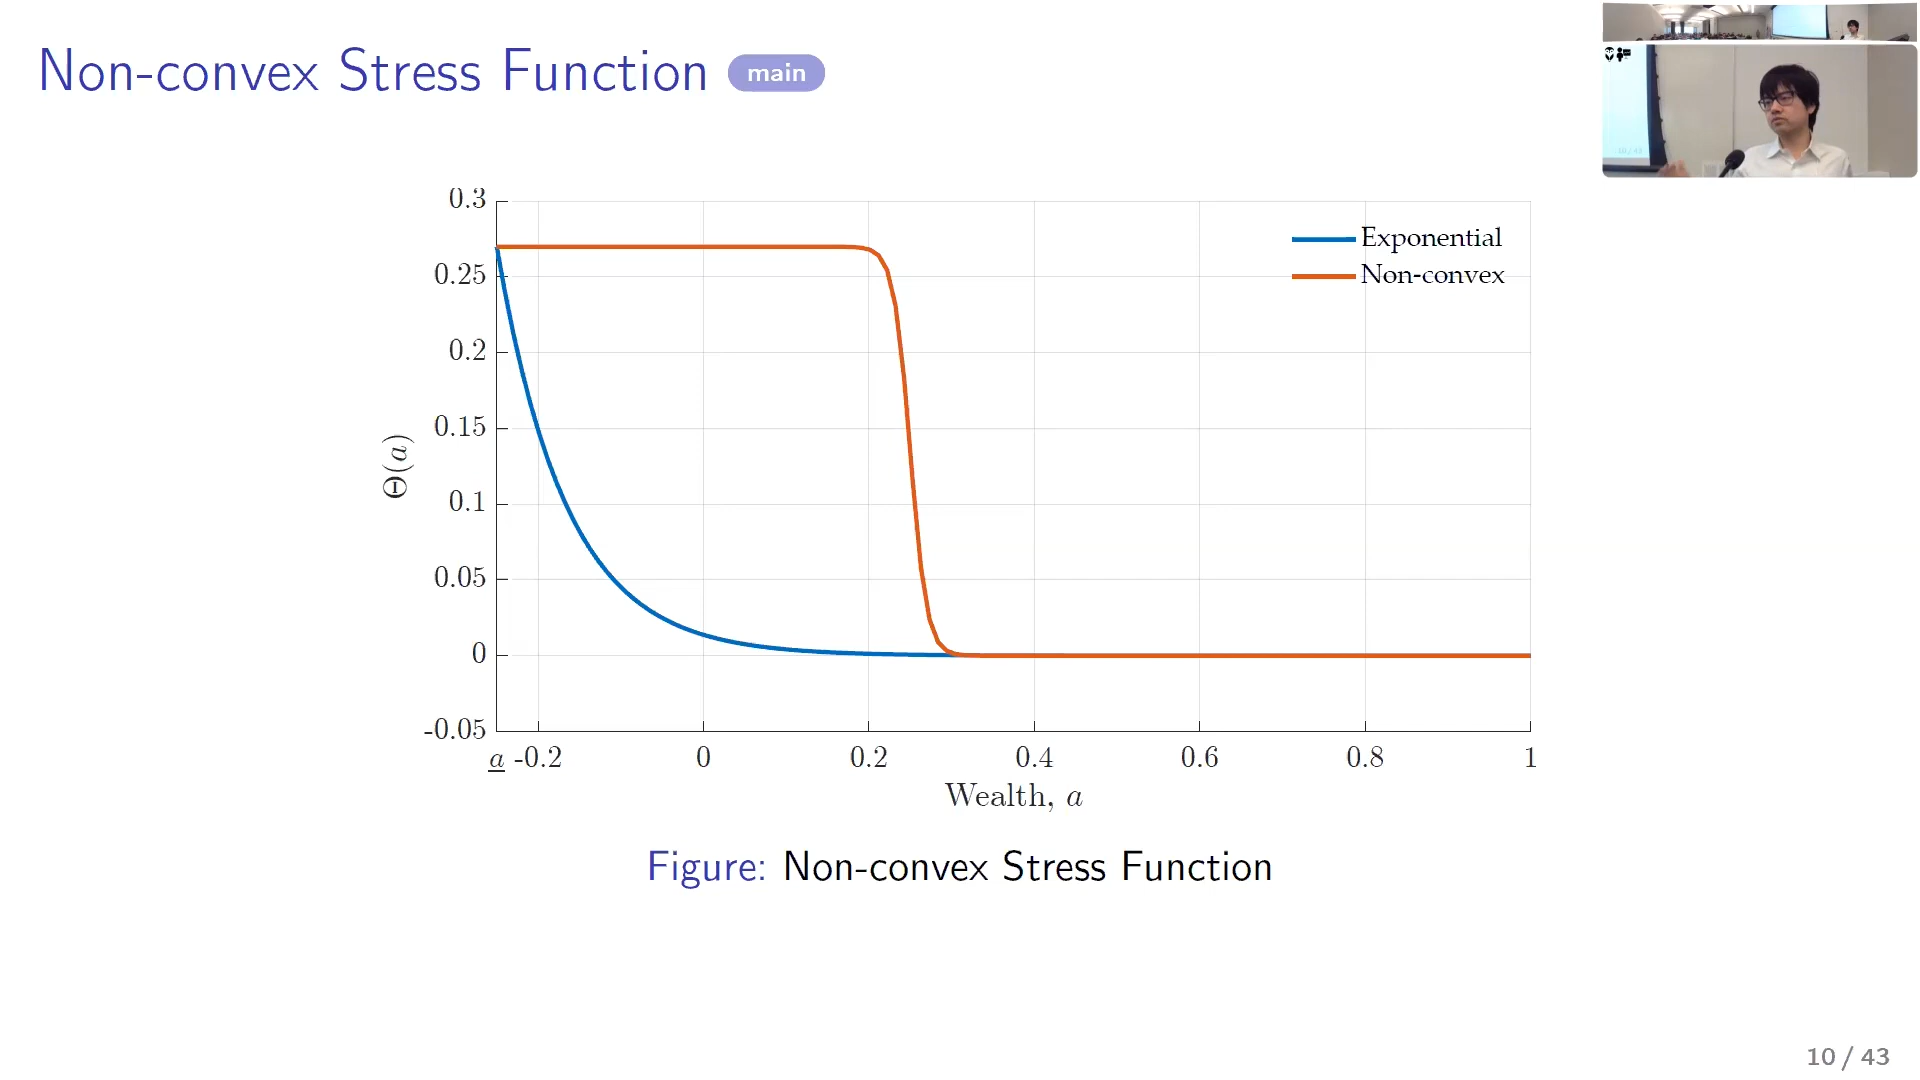 Non-convex Stress Function main
0.3
0.25
0.2
0.15
0.1
0.05
0
-0.05
Θ(a)
Exponential
Non-convex
a -0.2 0 0.2 0.4 0.6 0.8 1
Wealth, a
Figure: Non-convex Stress Function
10 / 43